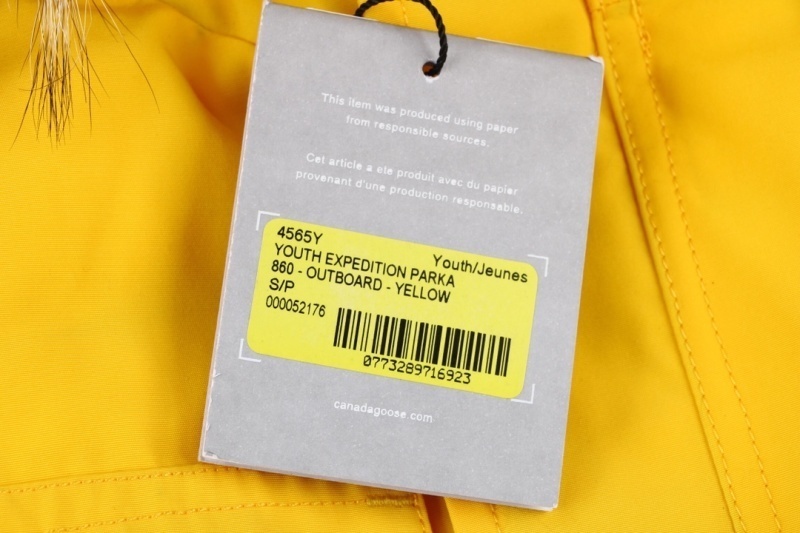 This item was produced using paper
from responsible sources.
Cet article a ete produit avec du papier
provenant d'une production responsable.
4565Y
Youth/Jeunes
YOUTH EXPEDITION PARKA
860 - OUTBOARD - YELLOW
S/P
000052176
0773289716923
canadagoose.com